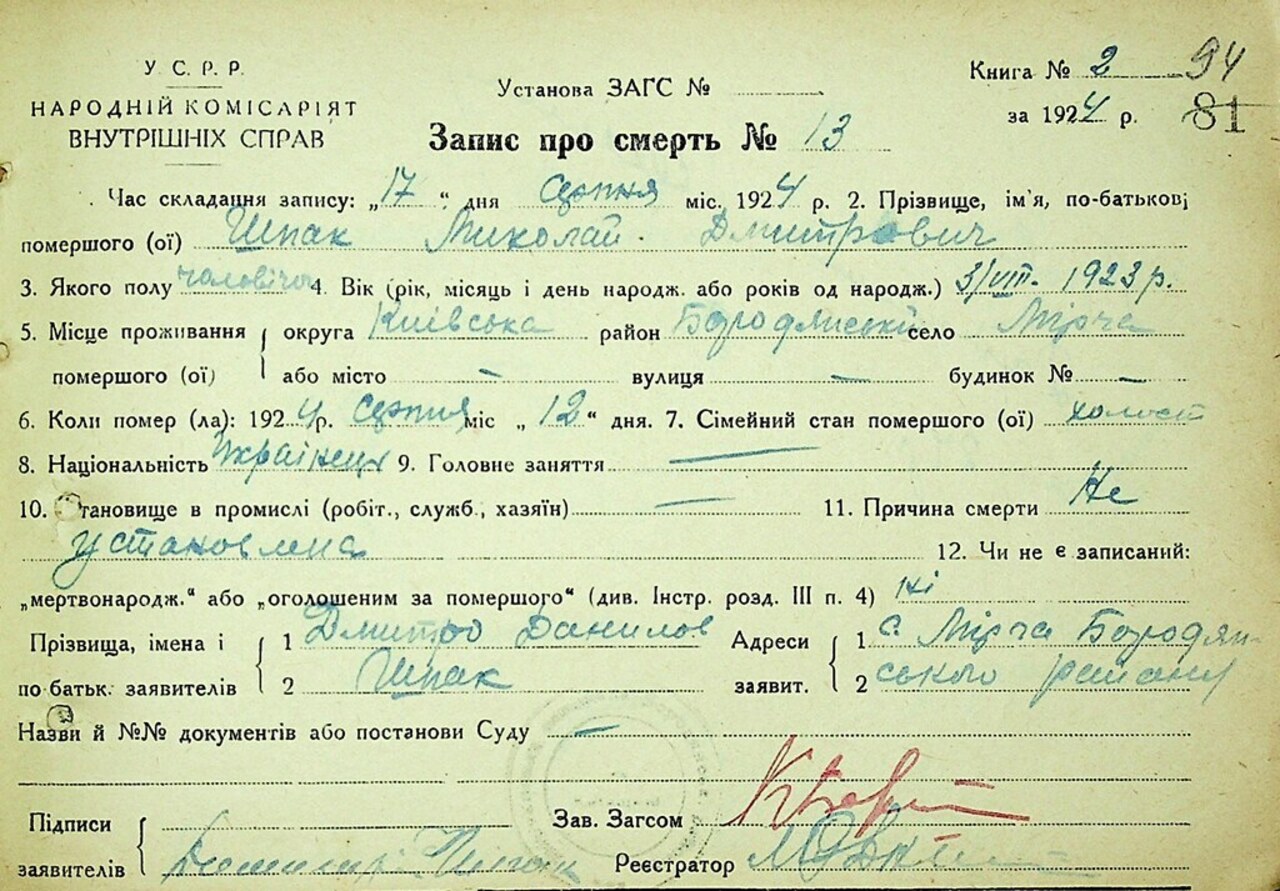 У. С. Р. Р.
НАРОДНІЙ КОМІСАРІЯТ
ВНУТРІШНІХ СПРАВ
Установа ЗАГС №
Книга № 2 94
за 1924 р. 81
Запис про смерть № 13
Час складання запису: „17“ дня Серпня міс. 1924 р. 2. Прізвище, ім'я, по-батькові
помершого (ої) Шпак Миколай Дмитрович
3. Якого полу чоловічого 4. Вік (рік, місяць і день народж. або років од народж.) 3/VIII 1923 р.
5. Місце проживання округа Київська район Бородянський село Мірча
помершого (ої) або місто — вулиця — будинок № —
6. Коли помер (ла): 1924 р. Серпня міс „12“ дня. 7. Сімейний стан помершого (ої) холост
8. Національність Українець 9. Головне заняття —
10. Становище в промислі (робіт., служб., хазяїн) — 11. Причина смерти Не
установлена 12. Чи не є записаний:
„мертвонародж.“ або „оголошеним за помершого“ (див. Інстр. розд. III п. 4) Ні
Прізвища, імена і 1 Дмитро Данилов Адреси 1 с. Мірча Бородян-
по батьк. заявителів 2 Шпак заявит. 2 ського району
Назви й №№ документів або постанови Суду —
Підписи Зав. Загсом
заявителів Реєстратор